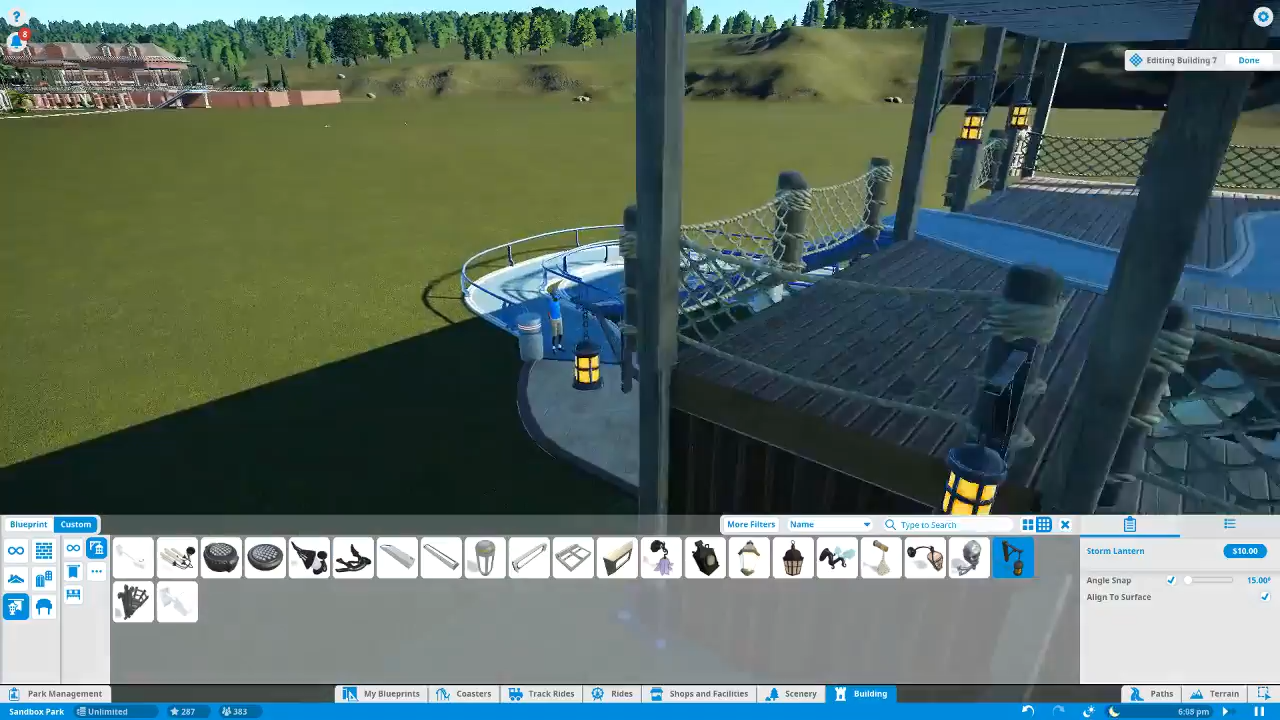 ?
8
Editing Building 7 Done
Blueprint Custom
More Filters Name Type to Search
Storm Lantern $10.00
Angle Snap 15.00°
Align To Surface
Park Management My Blueprints Coasters Track Rides Rides Shops and Facilities Scenery Building Paths Terrain
Sandbox Park Unlimited 287 383 6:08 pm